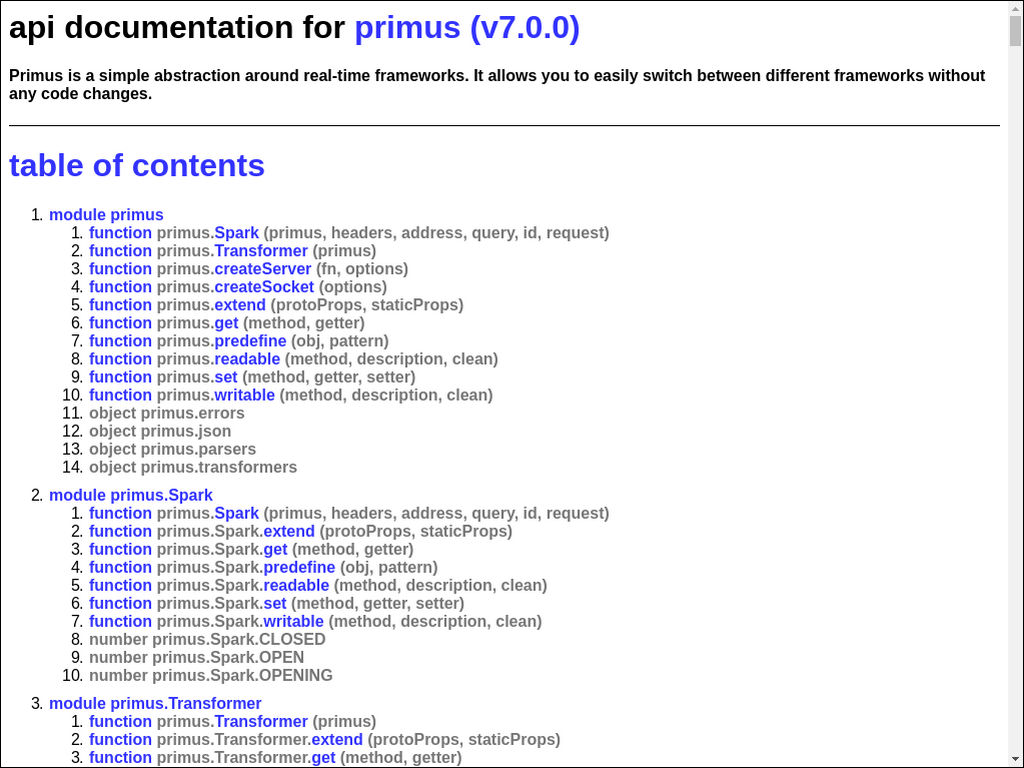 api documentation for primus (v7.0.0)
Primus is a simple abstraction around real-time frameworks. It allows you to easily switch between different frameworks without
any code changes.
table of contents
1. module primus
1. function primus.Spark (primus, headers, address, query, id, request)
2. function primus.Transformer (primus)
3. function primus.createServer (fn, options)
4. function primus.createSocket (options)
5. function primus.extend (protoProps, staticProps)
6. function primus.get (method, getter)
7. function primus.predefine (obj, pattern)
8. function primus.readable (method, description, clean)
9. function primus.set (method, getter, setter)
10. function primus.writable (method, description, clean)
11. object primus.errors
12. object primus.json
13. object primus.parsers
14. object primus.transformers
2. module primus.Spark
1. function primus.Spark (primus, headers, address, query, id, request)
2. function primus.Spark.extend (protoProps, staticProps)
3. function primus.Spark.get (method, getter)
4. function primus.Spark.predefine (obj, pattern)
5. function primus.Spark.readable (method, description, clean)
6. function primus.Spark.set (method, getter, setter)
7. function primus.Spark.writable (method, description, clean)
8. number primus.Spark.CLOSED
9. number primus.Spark.OPEN
10. number primus.Spark.OPENING
3. module primus.Transformer
1. function primus.Transformer (primus)
2. function primus.Transformer.extend (protoProps, staticProps)
3. function primus.Transformer.get (method, getter)